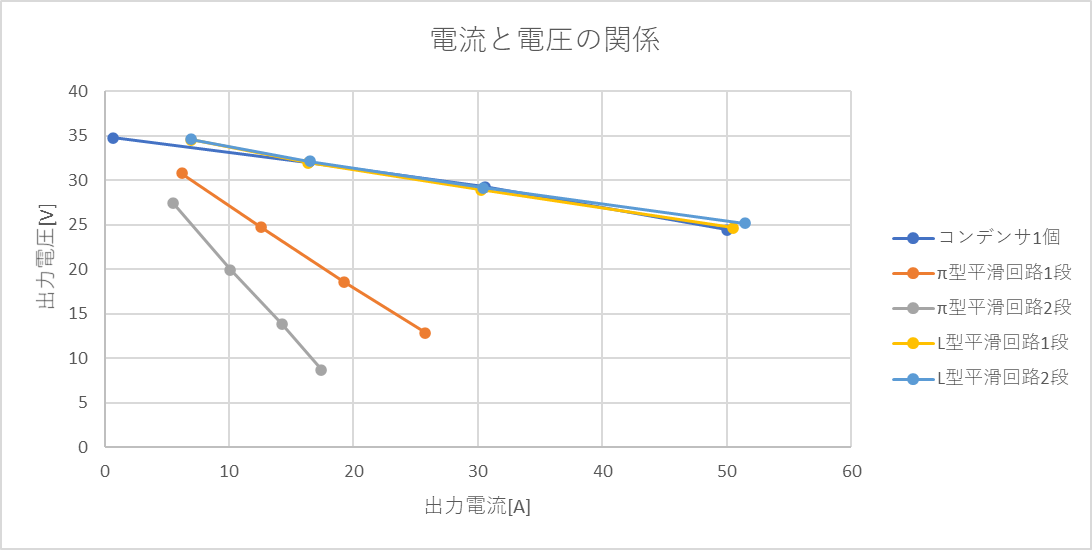 電流と電圧の関係
40
35
30
25
20
15
10
5
0
0 10 20 30 40 50 60
出力電圧[V]
出力電流[A]
コンデンサ1個
π型平滑回路1段
π型平滑回路2段
L型平滑回路1段
L型平滑回路2段